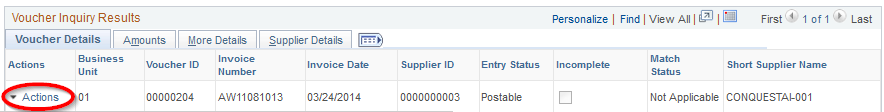 Voucher Inquiry Results
Personalize | Find | View All | First 1 of 1 Last
Voucher Details Amounts More Details Supplier Details
Actions Business Unit Voucher ID Invoice Number Invoice Date Supplier ID Entry Status Incomplete Match Status Short Supplier Name
Actions 01 00000204 AW11081013 03/24/2014 0000000003 Postable Not Applicable CONQUESTAI-001